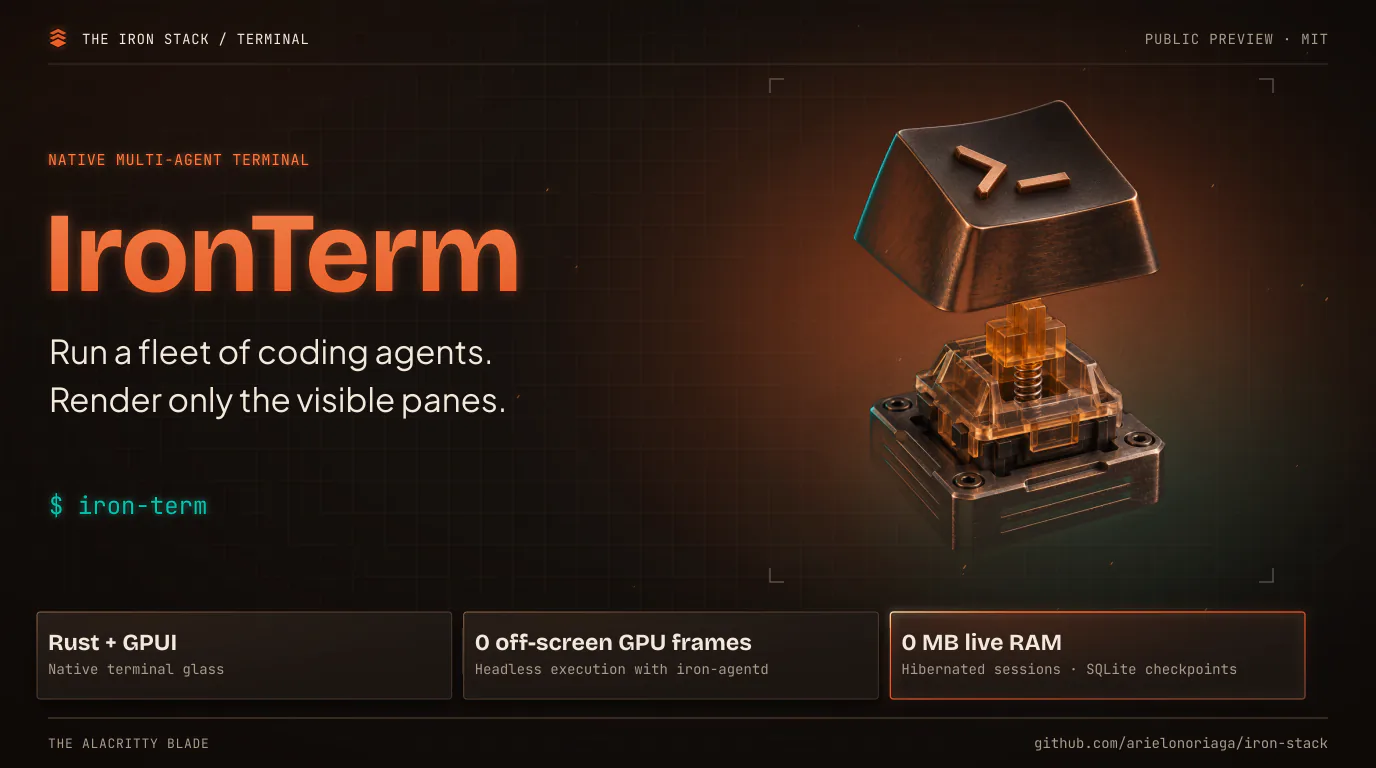 THE IRON STACK / TERMINAL
PUBLIC PREVIEW · MIT
NATIVE MULTI-AGENT TERMINAL
IronTerm
Run a fleet of coding agents.
Render only the visible panes.
$ iron-term
>_
Rust + GPUI
Native terminal glass
0 off-screen GPU frames
Headless execution with iron-agentd
0 MB live RAM
Hibernated sessions · SQLite checkpoints
THE ALACRITTY BLADE
github.com/arielonoriaga/iron-stack